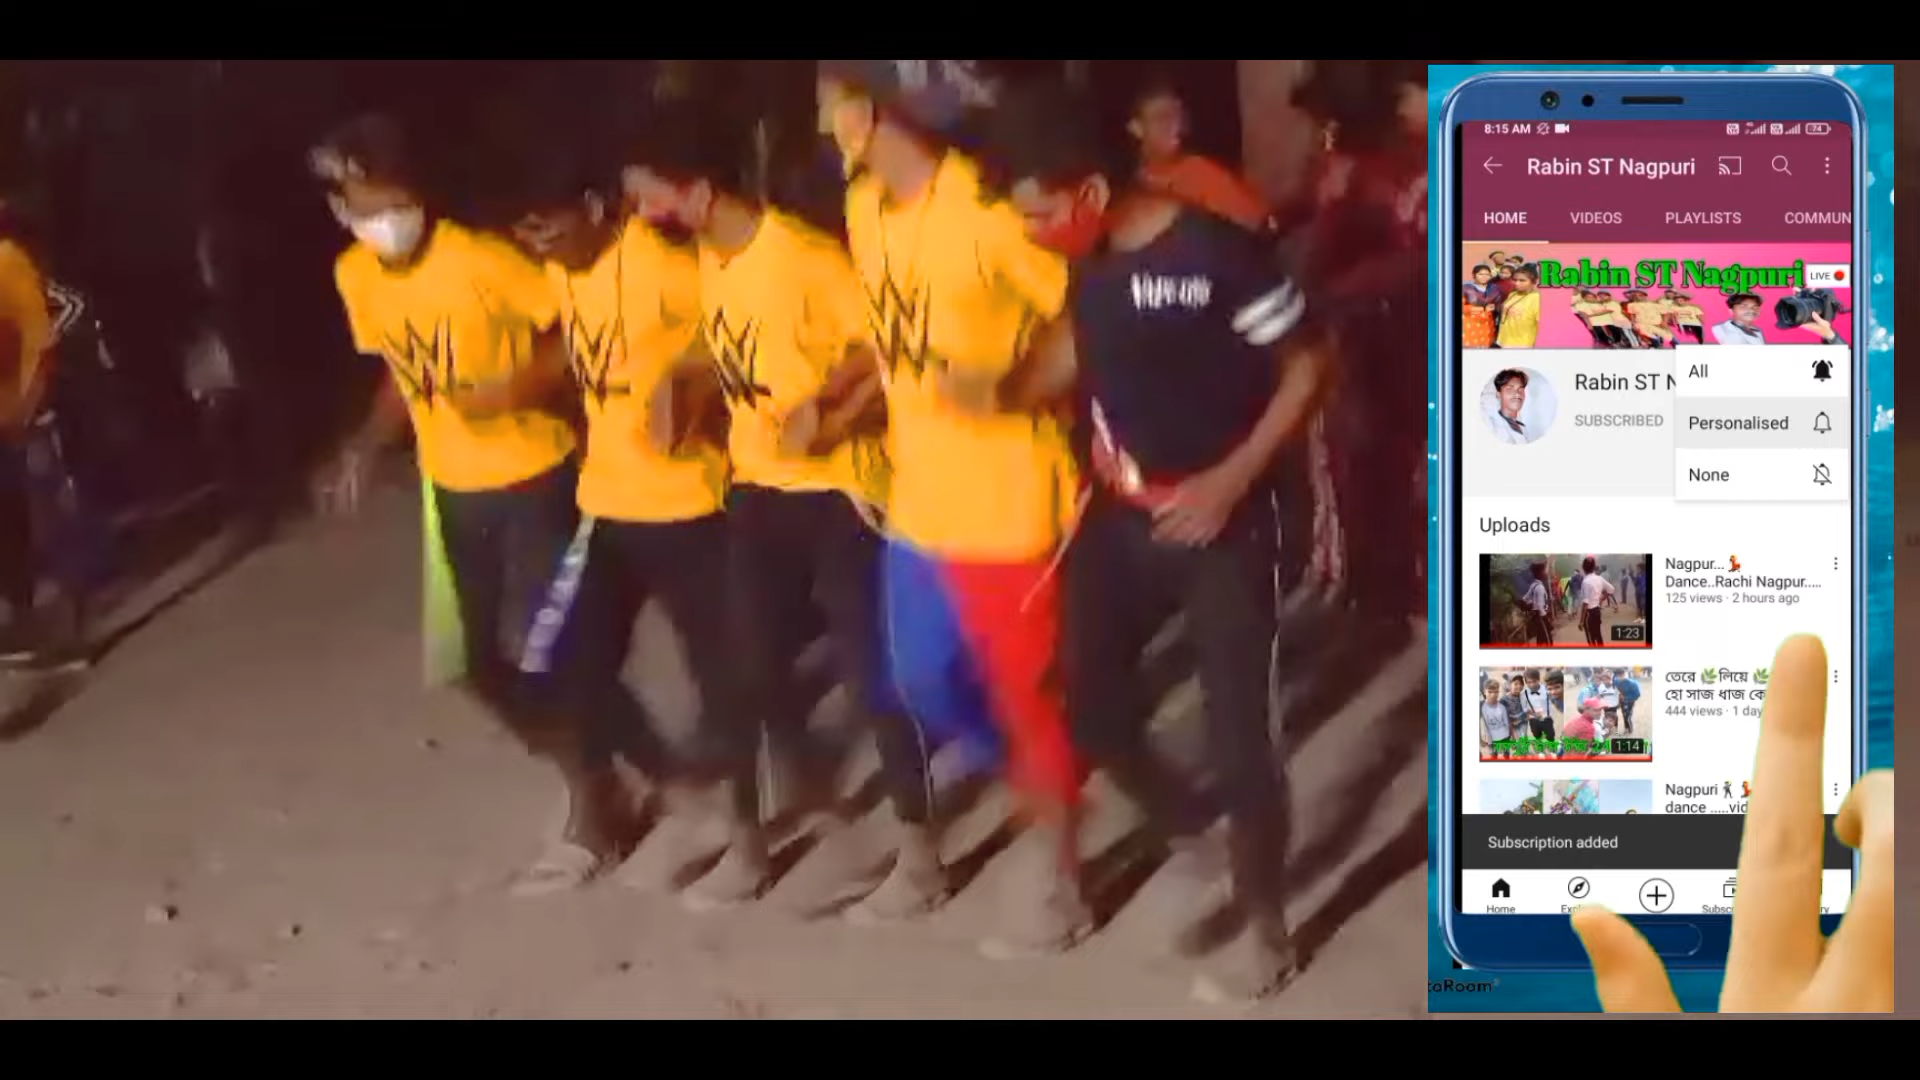 8:15 AM
74
Rabin ST Nagpuri
HOME VIDEOS PLAYLISTS COMMUN
Rabin ST Nagpuri
LIVE
Rabin ST N
SUBSCRIBED
All
Personalised
None
Uploads
Nagpur...💃
Dance..Rachi Nagpur.....
125 views · 2 hours ago
1:23
তেরে 🌿লিয়ে 🌿
হো সাজ ধাজ কে
444 views · 1 day
1:14
Nagpuri🕺💃
dance .....vid
Subscription added
Home
taRoom